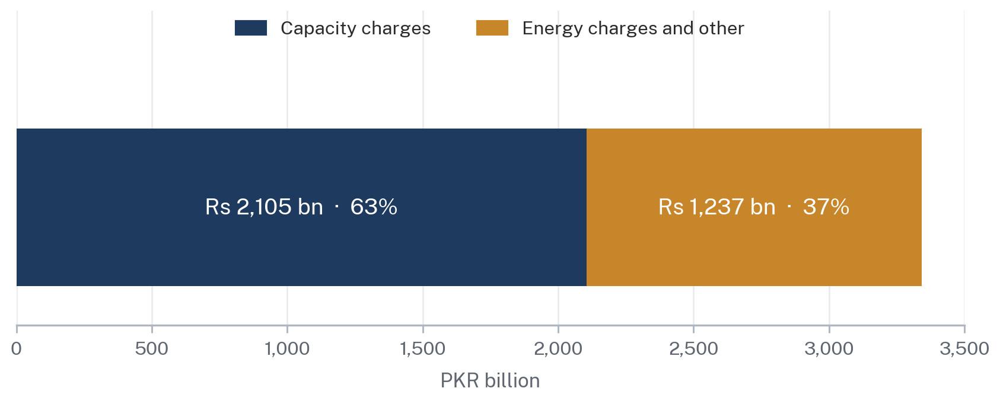 Capacity charges Energy charges and other
Rs 2,105 bn · 63% Rs 1,237 bn · 37%
0 500 1,000 1,500 2,000 2,500 3,000 3,500
PKR billion